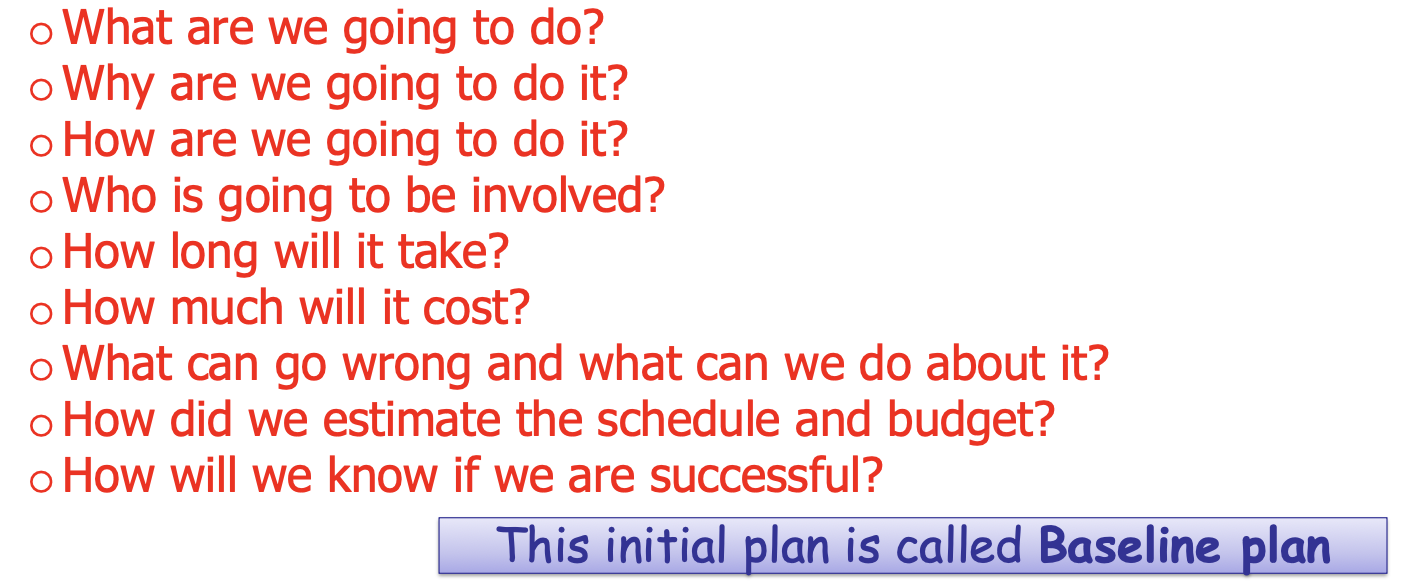 ○ What are we going to do?
○ Why are we going to do it?
○ How are we going to do it?
○ Who is going to be involved?
○ How long will it take?
○ How much will it cost?
○ What can go wrong and what can we do about it?
○ How did we estimate the schedule and budget?
○ How will we know if we are successful?
This initial plan is called Baseline plan